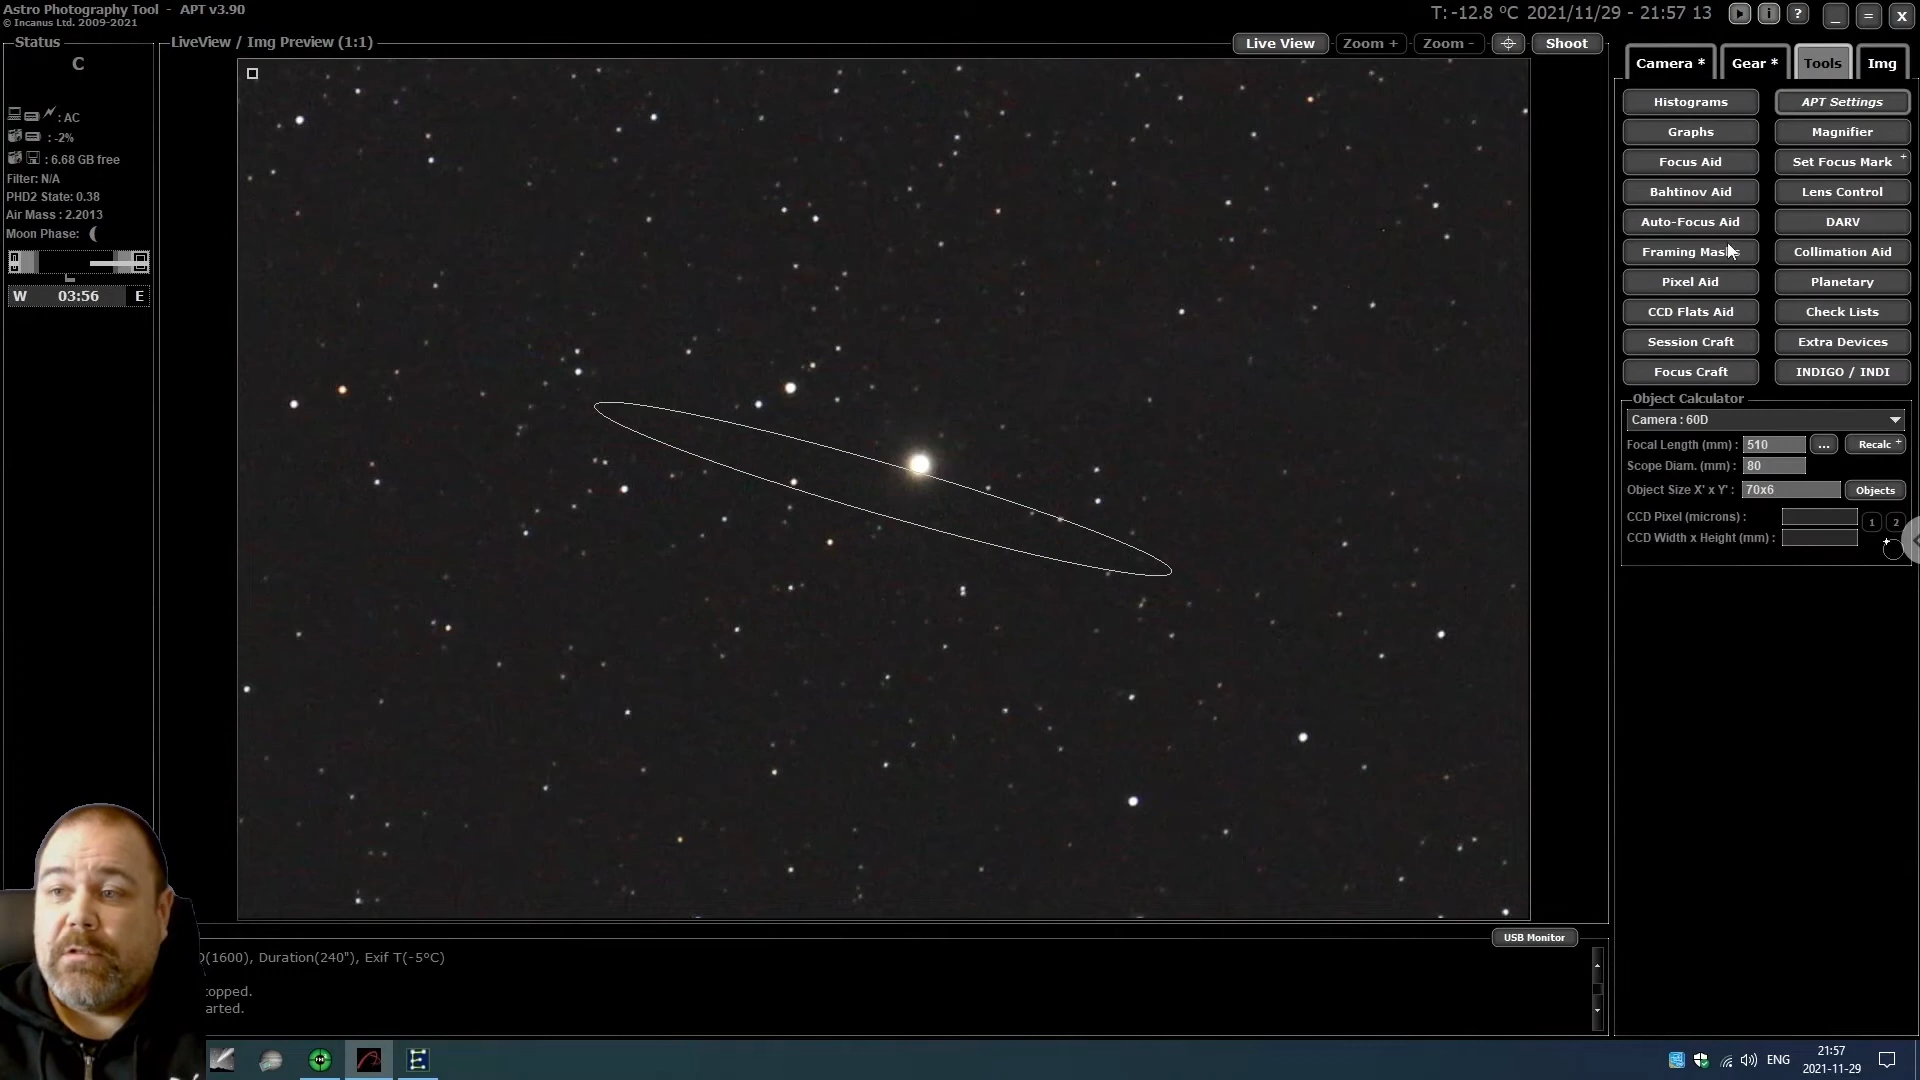 Astro Photography Tool - APT v3.90
© Incanus Ltd. 2009-2021
T: -12.8 °C 2021/11/29 - 21:57 13
i ? _ = X
Status
LiveView / Img Preview (1:1)
Live View
Zoom +
Zoom -
Shoot
C
: AC
: -2%
: 6.68 GB free
Filter: N/A
PHD2 State: 0.38
Air Mass : 2.2013
Moon Phase:
W 03:56 E
Camera *
Gear *
Tools
Img
Histograms
APT Settings
Graphs
Magnifier
Focus Aid
Set Focus Mark +
Bahtinov Aid
Lens Control
Auto-Focus Aid
DARV
Framing Masks
Collimation Aid
Pixel Aid
Planetary
CCD Flats Aid
Check Lists
Session Craft
Extra Devices
Focus Craft
INDIGO / INDI
Object Calculator
Camera : 60D
Focal Length (mm) : 510 ... Recalc +
Scope Diam. (mm) : 80
Object Size X' x Y' : 70x6 Objects
CCD Pixel (microns) : 1 2
CCD Width x Height (mm) :
USB Monitor
(1600), Duration(240"), Exif T(-5°C)
topped.
arted.
ENG
21:57
2021-11-29